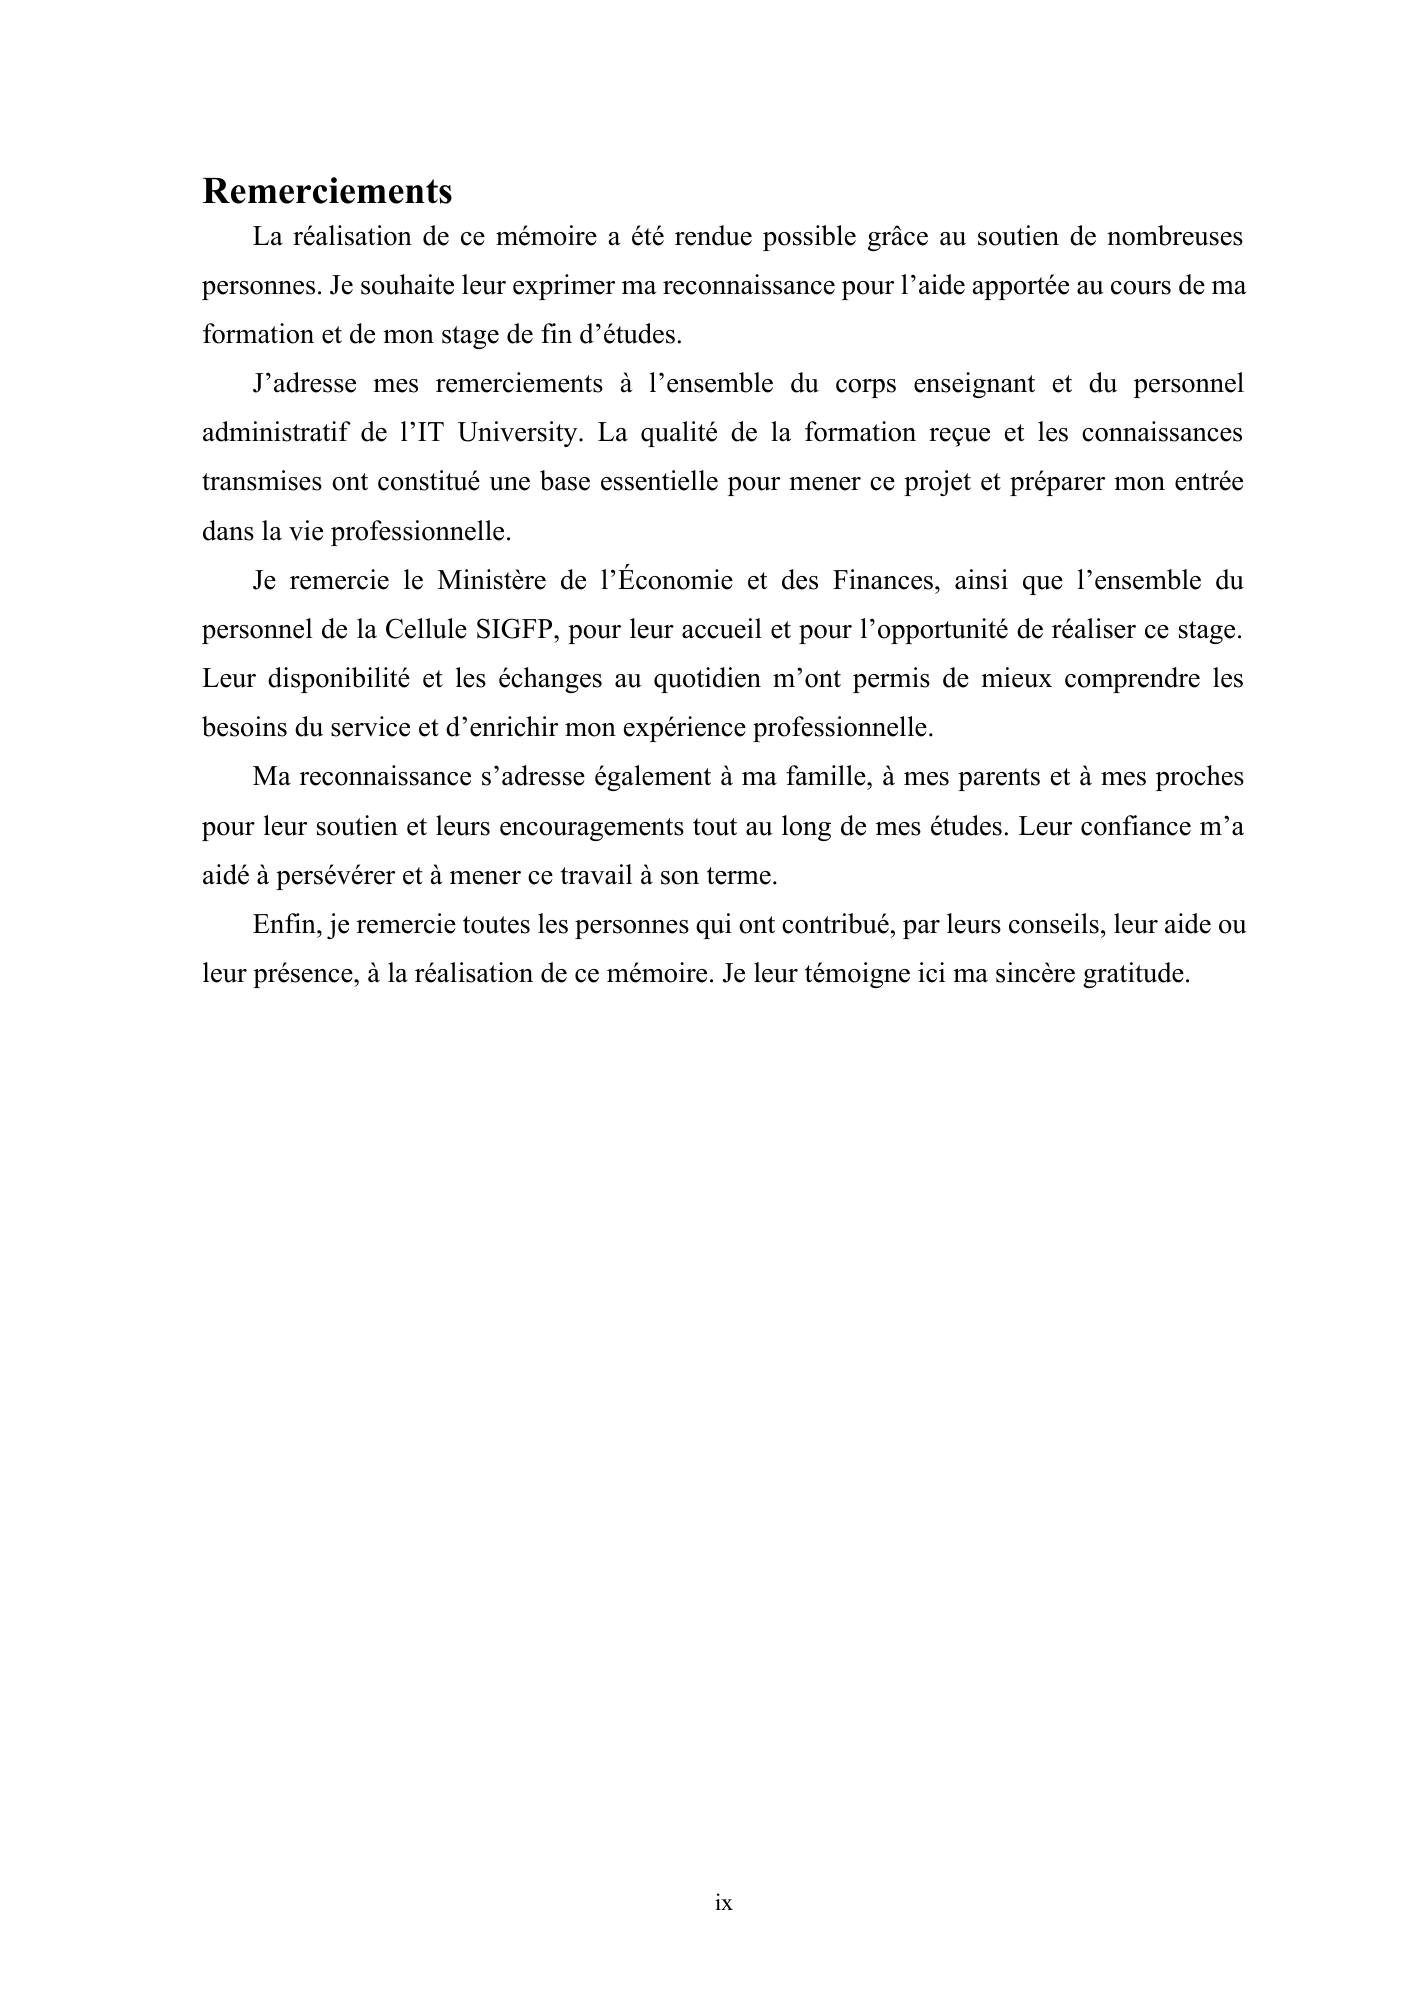 Remerciements
La réalisation de ce mémoire a été rendue possible grâce au soutien de nombreuses
personnes. Je souhaite leur exprimer ma reconnaissance pour l’aide apportée au cours de ma
formation et de mon stage de fin d’études.
J’adresse mes remerciements à l’ensemble du corps enseignant et du personnel
administratif de l’IT University. La qualité de la formation reçue et les connaissances
transmises ont constitué une base essentielle pour mener ce projet et préparer mon entrée
dans la vie professionnelle.
Je remercie le Ministère de l’Économie et des Finances, ainsi que l’ensemble du
personnel de la Cellule SIGFP, pour leur accueil et pour l’opportunité de réaliser ce stage.
Leur disponibilité et les échanges au quotidien m’ont permis de mieux comprendre les
besoins du service et d’enrichir mon expérience professionnelle.
Ma reconnaissance s’adresse également à ma famille, à mes parents et à mes proches
pour leur soutien et leurs encouragements tout au long de mes études. Leur confiance m’a
aidé à persévérer et à mener ce travail à son terme.
Enfin, je remercie toutes les personnes qui ont contribué, par leurs conseils, leur aide ou
leur présence, à la réalisation de ce mémoire. Je leur témoigne ici ma sincère gratitude.
ix